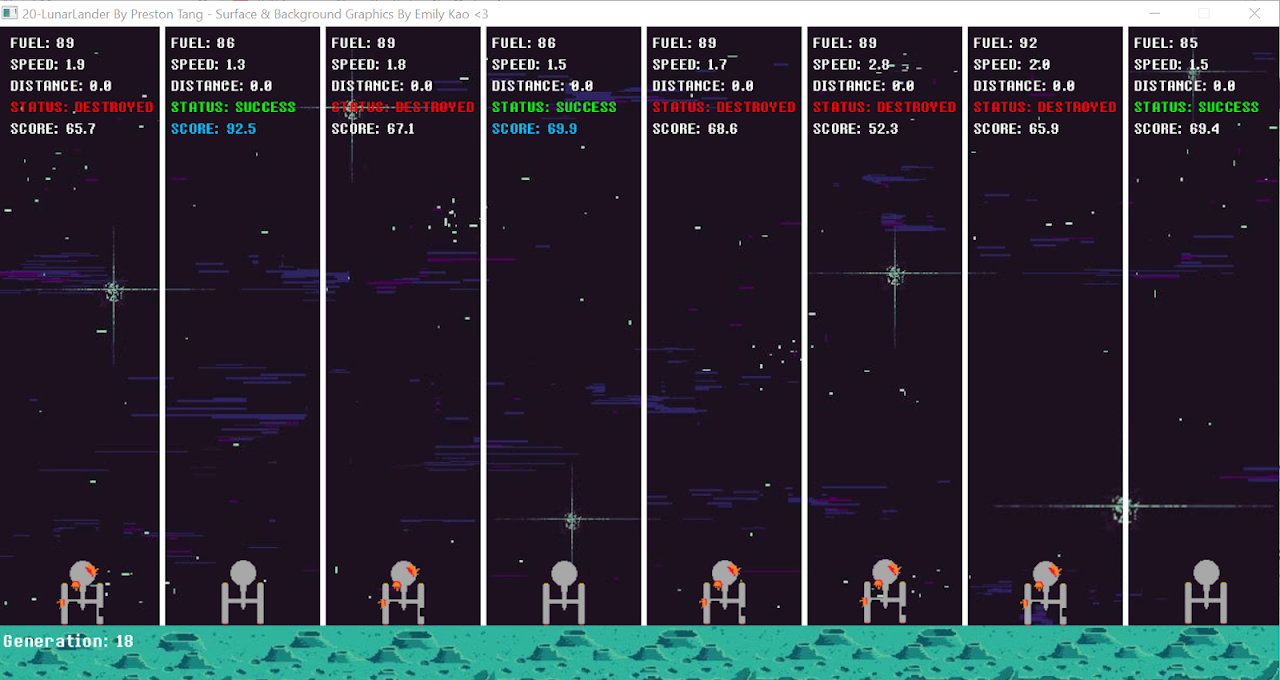 20-LunarLander By Preston Tang - Surface & Background Graphics By Emily Kao <3
FUEL: 89
SPEED: 1.9
DISTANCE: 0.0
STATUS: DESTROYED
SCORE: 65.7
FUEL: 86
SPEED: 1.3
DISTANCE: 0.0
STATUS: SUCCESS
SCORE: 92.5
FUEL: 89
SPEED: 1.8
DISTANCE: 0.0
STATUS: DESTROYED
SCORE: 67.1
FUEL: 86
SPEED: 1.5
DISTANCE: 0.0
STATUS: SUCCESS
SCORE: 69.9
FUEL: 89
SPEED: 1.7
DISTANCE: 0.0
STATUS: DESTROYED
SCORE: 68.6
FUEL: 89
SPEED: 2.8
DISTANCE: 0.0
STATUS: DESTROYED
SCORE: 52.3
FUEL: 92
SPEED: 2.0
DISTANCE: 0.0
STATUS: DESTROYED
SCORE: 65.9
FUEL: 85
SPEED: 1.5
DISTANCE: 0.0
STATUS: SUCCESS
SCORE: 69.4
Generation: 18